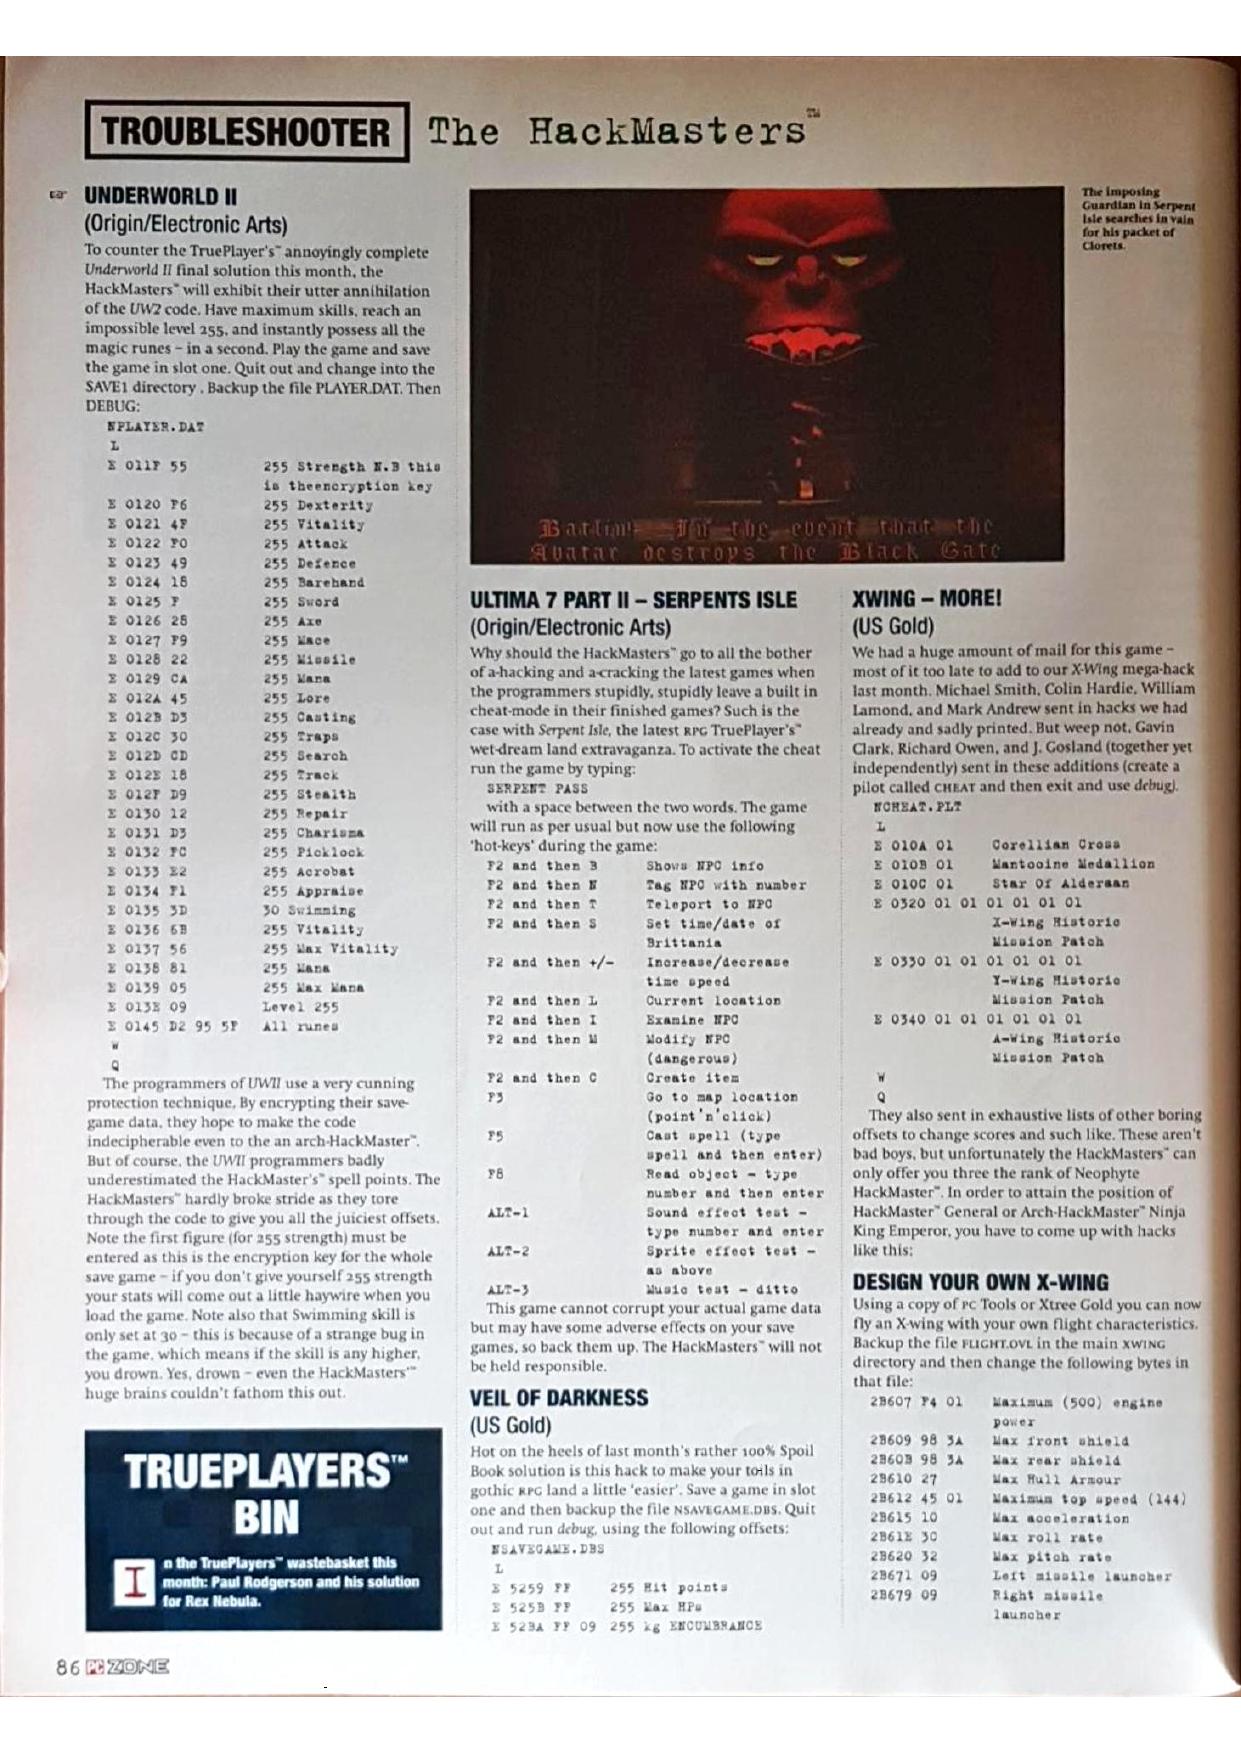 TROUBLESHOOTER The HackMasters™
UNDERWORLD II
(Origin/Electronic Arts)
To counter the TruePlayer's™ annoyingly complete
Underworld II final solution this month, the
HackMasters™ will exhibit their utter annihilation
of the UW2 code. Have maximum skills, reach an
impossible level 255, and instantly possess all the
magic runes – in a second. Play the game and save
the game in slot one. Quit out and change into the
SAVE1 directory . Backup the file PLAYER.DAT. Then
DEBUG:
NPLAYER.DAT
L
E 011F 55 255 Strength N.B this
is theencryption key
E 0120 F6 255 Dexterity
E 0121 4F 255 Vitality
E 0122 F0 255 Attack
E 0123 49 255 Defence
E 0124 18 255 Barehand
E 0125 F 255 Sword
E 0126 28 255 Axe
E 0127 F9 255 Mace
E 0128 22 255 Missile
E 0129 CA 255 Mana
E 012A 45 255 Lore
E 012B D3 255 Casting
E 012C 30 255 Traps
E 012D CD 255 Search
E 012E 18 255 Track
E 012F D9 255 Stealth
E 0130 12 255 Repair
E 0131 D3 255 Charisma
E 0132 FC 255 Picklock
E 0133 E2 255 Acrobat
E 0134 F1 255 Appraise
E 0135 3D 30 Swimming
E 0136 6B 255 Vitality
E 0137 56 255 Max Vitality
E 0138 81 255 Mana
E 0139 05 255 Max Mana
E 013E 09 Level 255
E 0145 D2 95 5F All runes
W
Q
The programmers of UWII use a very cunning
protection technique. By encrypting their save-
game data, they hope to make the code
indecipherable even to the an arch-HackMaster™.
But of course, the UWII programmers badly
underestimated the HackMaster's™ spell points. The
HackMasters™ hardly broke stride as they tore
through the code to give you all the juiciest offsets.
Note the first figure (for 255 strength) must be
entered as this is the encryption key for the whole
save game – if you don't give yourself 255 strength
your stats will come out a little haywire when you
load the game. Note also that Swimming skill is
only set at 30 – this is because of a strange bug in
the game, which means if the skill is any higher,
you drown. Yes, drown – even the HackMasters'™
huge brains couldn't fathom this out.
TRUEPLAYERS™
BIN
In the TruePlayers™ wastebasket this
month: Paul Rodgerson and his solution
for Rex Nebula.
The imposing
Guardian in Serpent
Isle searches in vain
for his packet of
Clorets.
Batlin! In the event that the
Avatar destroys the Black Gate
ULTIMA 7 PART II – SERPENTS ISLE
(Origin/Electronic Arts)
Why should the HackMasters™ go to all the bother
of a-hacking and a-cracking the latest games when
the programmers stupidly, stupidly leave a built in
cheat-mode in their finished games? Such is the
case with Serpent Isle, the latest RPG TruePlayer's™
wet-dream land extravaganza. To activate the cheat
run the game by typing:
SERPENT PASS
with a space between the two words. The game
will run as per usual but now use the following
'hot-keys' during the game:
F2 and then B Shows NPC info
F2 and then N Tag NPC with number
F2 and then T Teleport to NPC
F2 and then S Set time/date of
Brittania
F2 and then +/- Increase/decrease
time speed
F2 and then L Current location
F2 and then I Examine NPC
F2 and then M Modify NPC
(dangerous)
F2 and then C Create item
F3 Go to map location
(point'n'click)
F5 Cast spell (type
spell and then enter)
F8 Read object – type
number and then enter
ALT-1 Sound effect test –
type number and enter
ALT-2 Sprite effect test –
as above
ALT-3 Music test – ditto
This game cannot corrupt your actual game data
but may have some adverse effects on your save
games, so back them up. The HackMasters™ will not
be held responsible.
VEIL OF DARKNESS
(US Gold)
Hot on the heels of last month's rather 100% Spoil
Book solution is this hack to make your toils in
gothic RPG land a little 'easier'. Save a game in slot
one and then backup the file NSAVEGAME.DBS. Quit
out and run debug, using the following offsets:
NSAVEGAME.DBS
L
E 5259 FF 255 Hit points
E 525B FF 255 Max HPs
E 523A FF 09 255 kg ENCUMBRANCE
XWING – MORE!
(US Gold)
We had a huge amount of mail for this game –
most of it too late to add to our X-Wing mega-hack
last month. Michael Smith, Colin Hardie, William
Lamond, and Mark Andrew sent in hacks we had
already and sadly printed. But weep not, Gavin
Clark, Richard Owen, and J. Gosland (together yet
independently) sent in these additions (create a
pilot called CHEAT and then exit and use debug).
NCHEAT.PLT
L
E 010A 01 Corellian Cross
E 010B 01 Mantooine Medallion
E 010C 01 Star Of Alderaan
E 0320 01 01 01 01 01 01
X-Wing Historic
Mission Patch
E 0330 01 01 01 01 01 01
Y-Wing Historic
Mission Patch
E 0340 01 01 01 01 01 01
A-Wing Historic
Mission Patch
W
Q
They also sent in exhaustive lists of other boring
offsets to change scores and such like. These aren't
bad boys, but unfortunately the HackMasters™ can
only offer you three the rank of Neophyte
HackMaster™. In order to attain the position of
HackMaster™ General or Arch-HackMaster™ Ninja
King Emperor, you have to come up with hacks
like this:
DESIGN YOUR OWN X-WING
Using a copy of PC Tools or Xtree Gold you can now
fly an X-wing with your own flight characteristics.
Backup the file FLIGHT.OVL in the main XWING
directory and then change the following bytes in
that file:
2B607 F4 01 Maximum (500) engine
power
2B609 98 3A Max front shield
2B60B 98 3A Max rear shield
2B610 27 Max Hull Armour
2B612 45 01 Maximum top speed (144)
2B615 10 Max acceleration
2B61E 30 Max roll rate
2B620 32 Max pitch rate
2B671 09 Left missile launcher
2B679 09 Right missile
launcher
86 PC ZONE